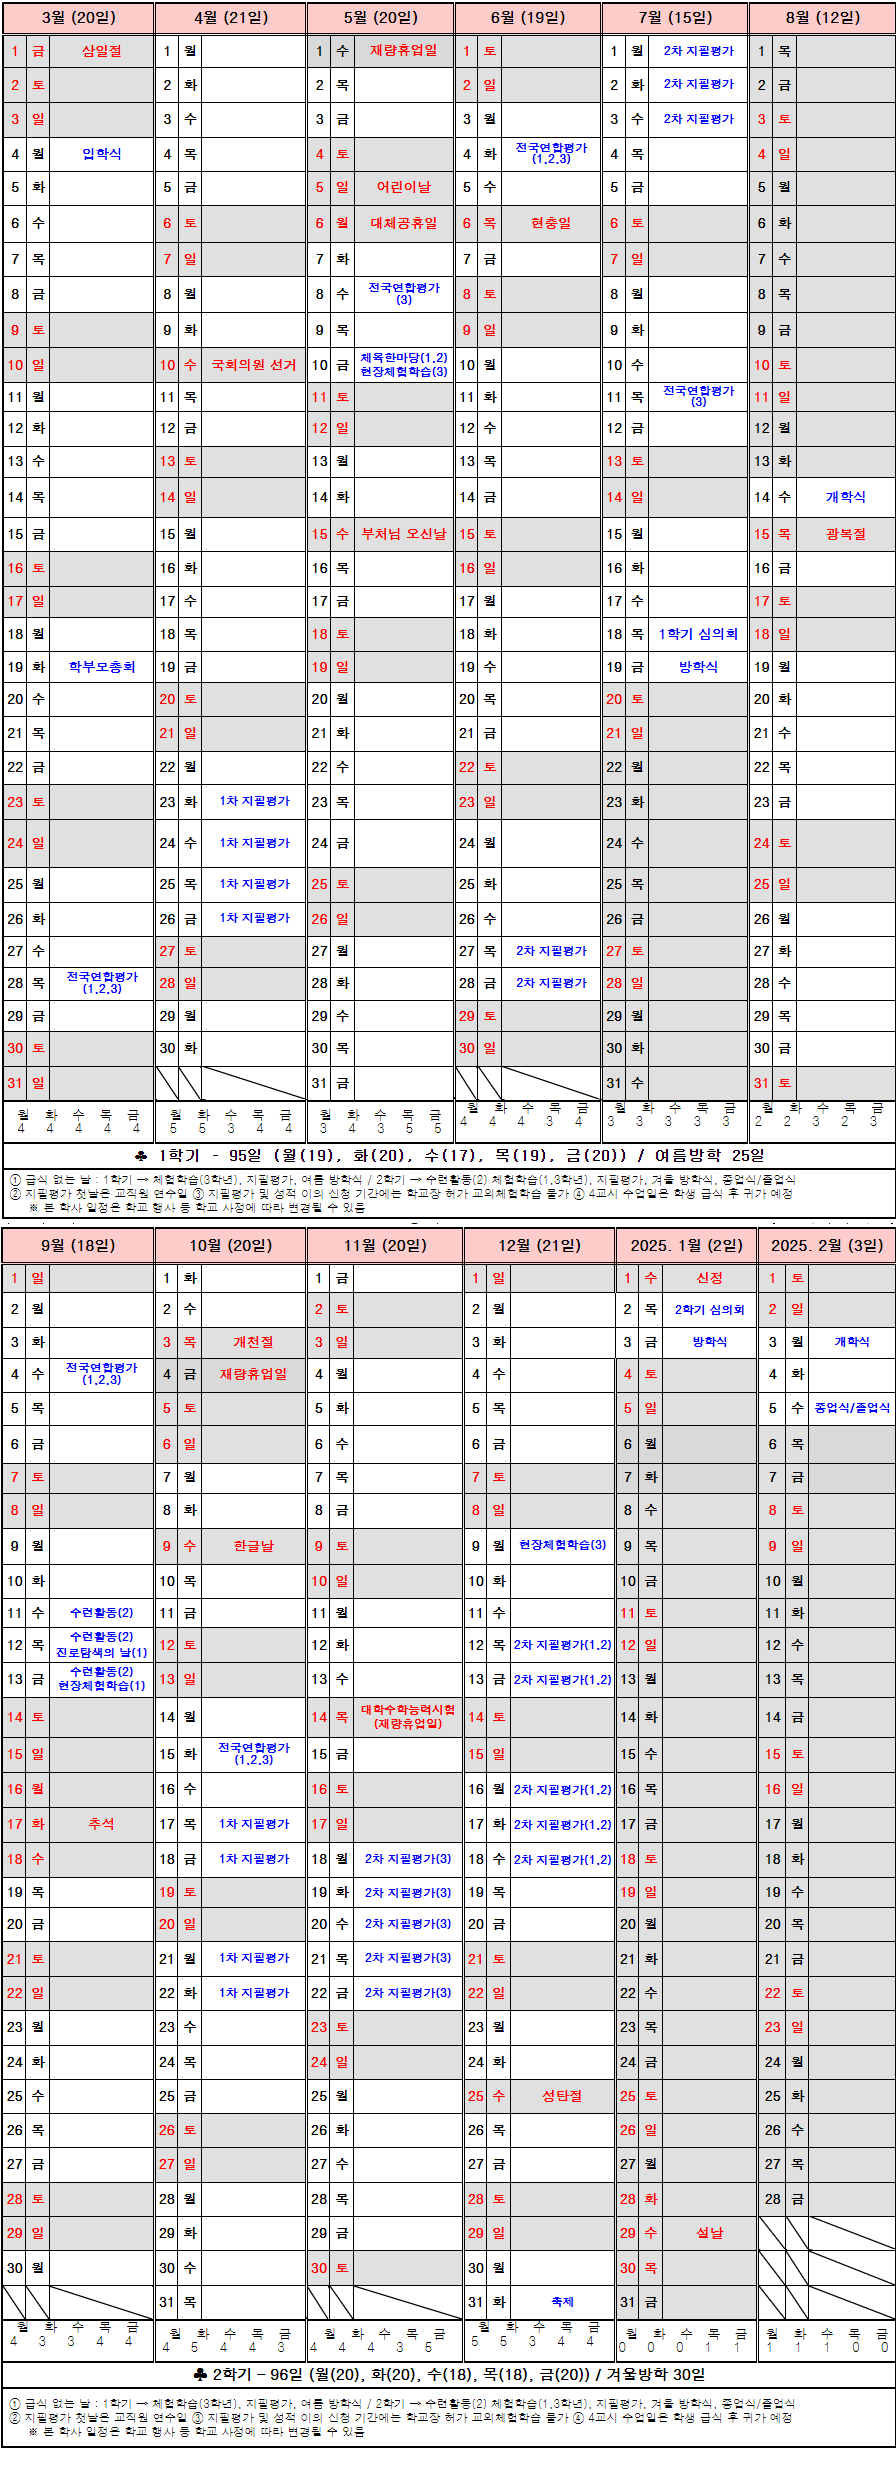 3월 (20일) 4월 (21일) 5월 (20일) 6월 (19일) 7월 (15일) 8월 (12일)
1 금 삼일절 1 월 1 수 재량휴업일 1 토 1 월 2차 지필평가 1 목
2 토 2 화 2 목 2 일 2 화 2차 지필평가 2 금
3 일 3 수 3 금 3 월 3 수 2차 지필평가 3 토
4 월 입학식 4 목 4 토 4 화 전국연합평가 (1.2.3) 4 목 4 일
5 화 5 금 5 일 어린이날 5 수 5 금 5 월
6 수 6 토 6 월 대체공휴일 6 목 현충일 6 토 6 화
7 목 7 일 7 화 7 금 7 일 7 수
8 금 8 월 8 수 전국연합평가 (3) 8 토 8 월 8 목
9 토 9 화 9 목 9 일 9 화 9 금
10 일 10 수 국회의원 선거 10 금 체육한마당(1.2) 현장체험학습(3) 10 월 10 수 10 토
11 월 11 목 11 토 11 화 11 목 전국연합평가 (3) 11 일
12 화 12 금 12 일 12 수 12 금 12 월
13 수 13 토 13 월 13 목 13 토 13 화
14 목 14 일 14 화 14 금 14 일 14 수 개학식
15 금 15 월 15 수 부처님 오신날 15 토 15 월 15 목 광복절
16 토 16 화 16 목 16 일 16 화 16 금
17 일 17 수 17 금 17 월 17 수 17 토
18 월 18 목 18 토 18 화 18 목 1학기 심의회 18 일
19 화 학부모총회 19 금 19 일 19 수 19 금 방학식 19 월
20 수 20 토 20 월 20 목 20 토 20 화
21 목 21 일 21 화 21 금 21 일 21 수
22 금 22 월 22 수 22 토 22 월 22 목
23 토 23 화 1차 지필평가 23 목 23 일 23 화 23 금
24 일 24 수 1차 지필평가 24 금 24 월 24 수 24 토
25 월 25 목 1차 지필평가 25 토 25 화 25 목 25 일
26 화 26 금 1차 지필평가 26 일 26 수 26 금 26 월
27 수 27 토 27 월 27 목 2차 지필평가 27 토 27 화
28 목 전국연합평가 (1.2.3) 28 일 28 화 28 금 2차 지필평가 28 일 28 수
29 금 29 월 29 수 29 토 29 월 29 목
30 토 30 화 30 목 30 일 30 화 30 금
31 일 31 금 31 수 31 토
월 화 수 목 금 월 화 수 목 금 월 화 수 목 금 월 화 수 목 금 월 화 수 목 금 월 화 수 목 금
4 4 4 4 4 5 5 3 4 4 3 4 3 5 5 4 4 4 3 4 3 3 3 3 3 2 2 3 2 3
♣ 1학기 - 95일 (월(19), 화(20), 수(17), 목(19), 금(20)) / 여름방학 25일
① 급식 없는 날 : 1학기 → 체험학습(3학년), 지필평가, 여름 방학식 / 2학기 → 수련활동(2) 체험학습(1,3학년), 지필평가, 겨울 방학식, 종업식/졸업식
② 지필평가 첫날은 교직원 연수일 ③ 지필평가 및 성적 이의 신청 기간에는 학교장 허가 교외체험학습 불가 ④ 4교시 수업일은 학생 급식 후 귀가 예정
※ 본 학사 일정은 학교 행사 등 학교 사정에 따라 변경될 수 있음
9월 (18일) 10월 (20일) 11월 (20일) 12월 (21일) 2025. 1월 (2일) 2025. 2월 (3일)
1 일 1 화 1 금 1 일 1 수 신정 1 토
2 월 2 수 2 토 2 월 2 목 2학기 심의회 2 일
3 화 3 목 개천절 3 일 3 화 3 금 방학식 3 월 개학식
4 수 전국연합평가 (1.2.3) 4 금 재량휴업일 4 월 4 수 4 토 4 화
5 목 5 토 5 화 5 목 5 일 5 수 종업식/졸업식
6 금 6 일 6 수 6 금 6 월 6 목
7 토 7 월 7 목 7 토 7 화 7 금
8 일 8 화 8 금 8 일 8 수 8 토
9 월 9 수 한글날 9 토 9 월 현장체험학습(3) 9 목 9 일
10 화 10 목 10 일 10 화 10 금 10 월
11 수 수련활동(2) 11 금 11 월 11 수 11 토 11 화
12 목 수련활동(2) 진로탐색의 날(1) 12 토 12 화 12 목 2차 지필평가(1.2) 12 일 12 수
13 금 수련활동(2) 현장체험학습(1) 13 일 13 수 13 금 2차 지필평가(1.2) 13 월 13 목
14 토 14 월 14 목 대학수학능력시험 (재량휴업일) 14 토 14 화 14 금
15 일 15 화 전국연합평가 (1.2.3) 15 금 15 일 15 수 15 토
16 월 16 수 16 토 16 월 2차 지필평가(1.2) 16 목 16 일
17 화 추석 17 목 1차 지필평가 17 일 17 화 2차 지필평가(1.2) 17 금 17 월
18 수 18 금 1차 지필평가 18 월 2차 지필평가(3) 18 수 2차 지필평가(1.2) 18 토 18 화
19 목 19 토 19 화 2차 지필평가(3) 19 목 19 일 19 수
20 금 20 일 20 수 2차 지필평가(3) 20 금 20 월 20 목
21 토 21 월 1차 지필평가 21 목 2차 지필평가(3) 21 토 21 화 21 금
22 일 22 화 1차 지필평가 22 금 2차 지필평가(3) 22 일 22 수 22 토
23 월 23 수 23 토 23 월 23 목 23 일
24 화 24 목 24 일 24 화 24 금 24 월
25 수 25 금 25 월 25 수 성탄절 25 토 25 화
26 목 26 토 26 화 26 목 26 일 26 수
27 금 27 일 27 수 27 금 27 월 27 목
28 토 28 월 28 목 28 토 28 화 28 금
29 일 29 화 29 금 29 일 29 수 설날
30 월 30 수 30 토 30 월 30 목
31 목 31 화 축제 31 금
월 화 수 목 금 월 화 수 목 금 월 화 수 목 금 월 화 수 목 금 월 화 수 목 금 월 화 수 목 금
4 3 3 4 4 4 5 4 4 3 4 4 4 3 5 5 5 3 4 4 0 0 0 1 1 1 1 1 0 0
♣ 2학기 - 96일 (월(20), 화(20), 수(18), 목(18), 금(20)) / 겨울방학 30일
① 급식 없는 날 : 1학기 → 체험학습(3학년), 지필평가, 여름 방학식 / 2학기 → 수련활동(2) 체험학습(1,3학년), 지필평가, 겨울 방학식, 종업식/졸업식
② 지필평가 첫날은 교직원 연수일 ③ 지필평가 및 성적 이의 신청 기간에는 학교장 허가 교외체험학습 불가 ④ 4교시 수업일은 학생 급식 후 귀가 예정
※ 본 학사 일정은 학교 행사 등 학교 사정에 따라 변경될 수 있음